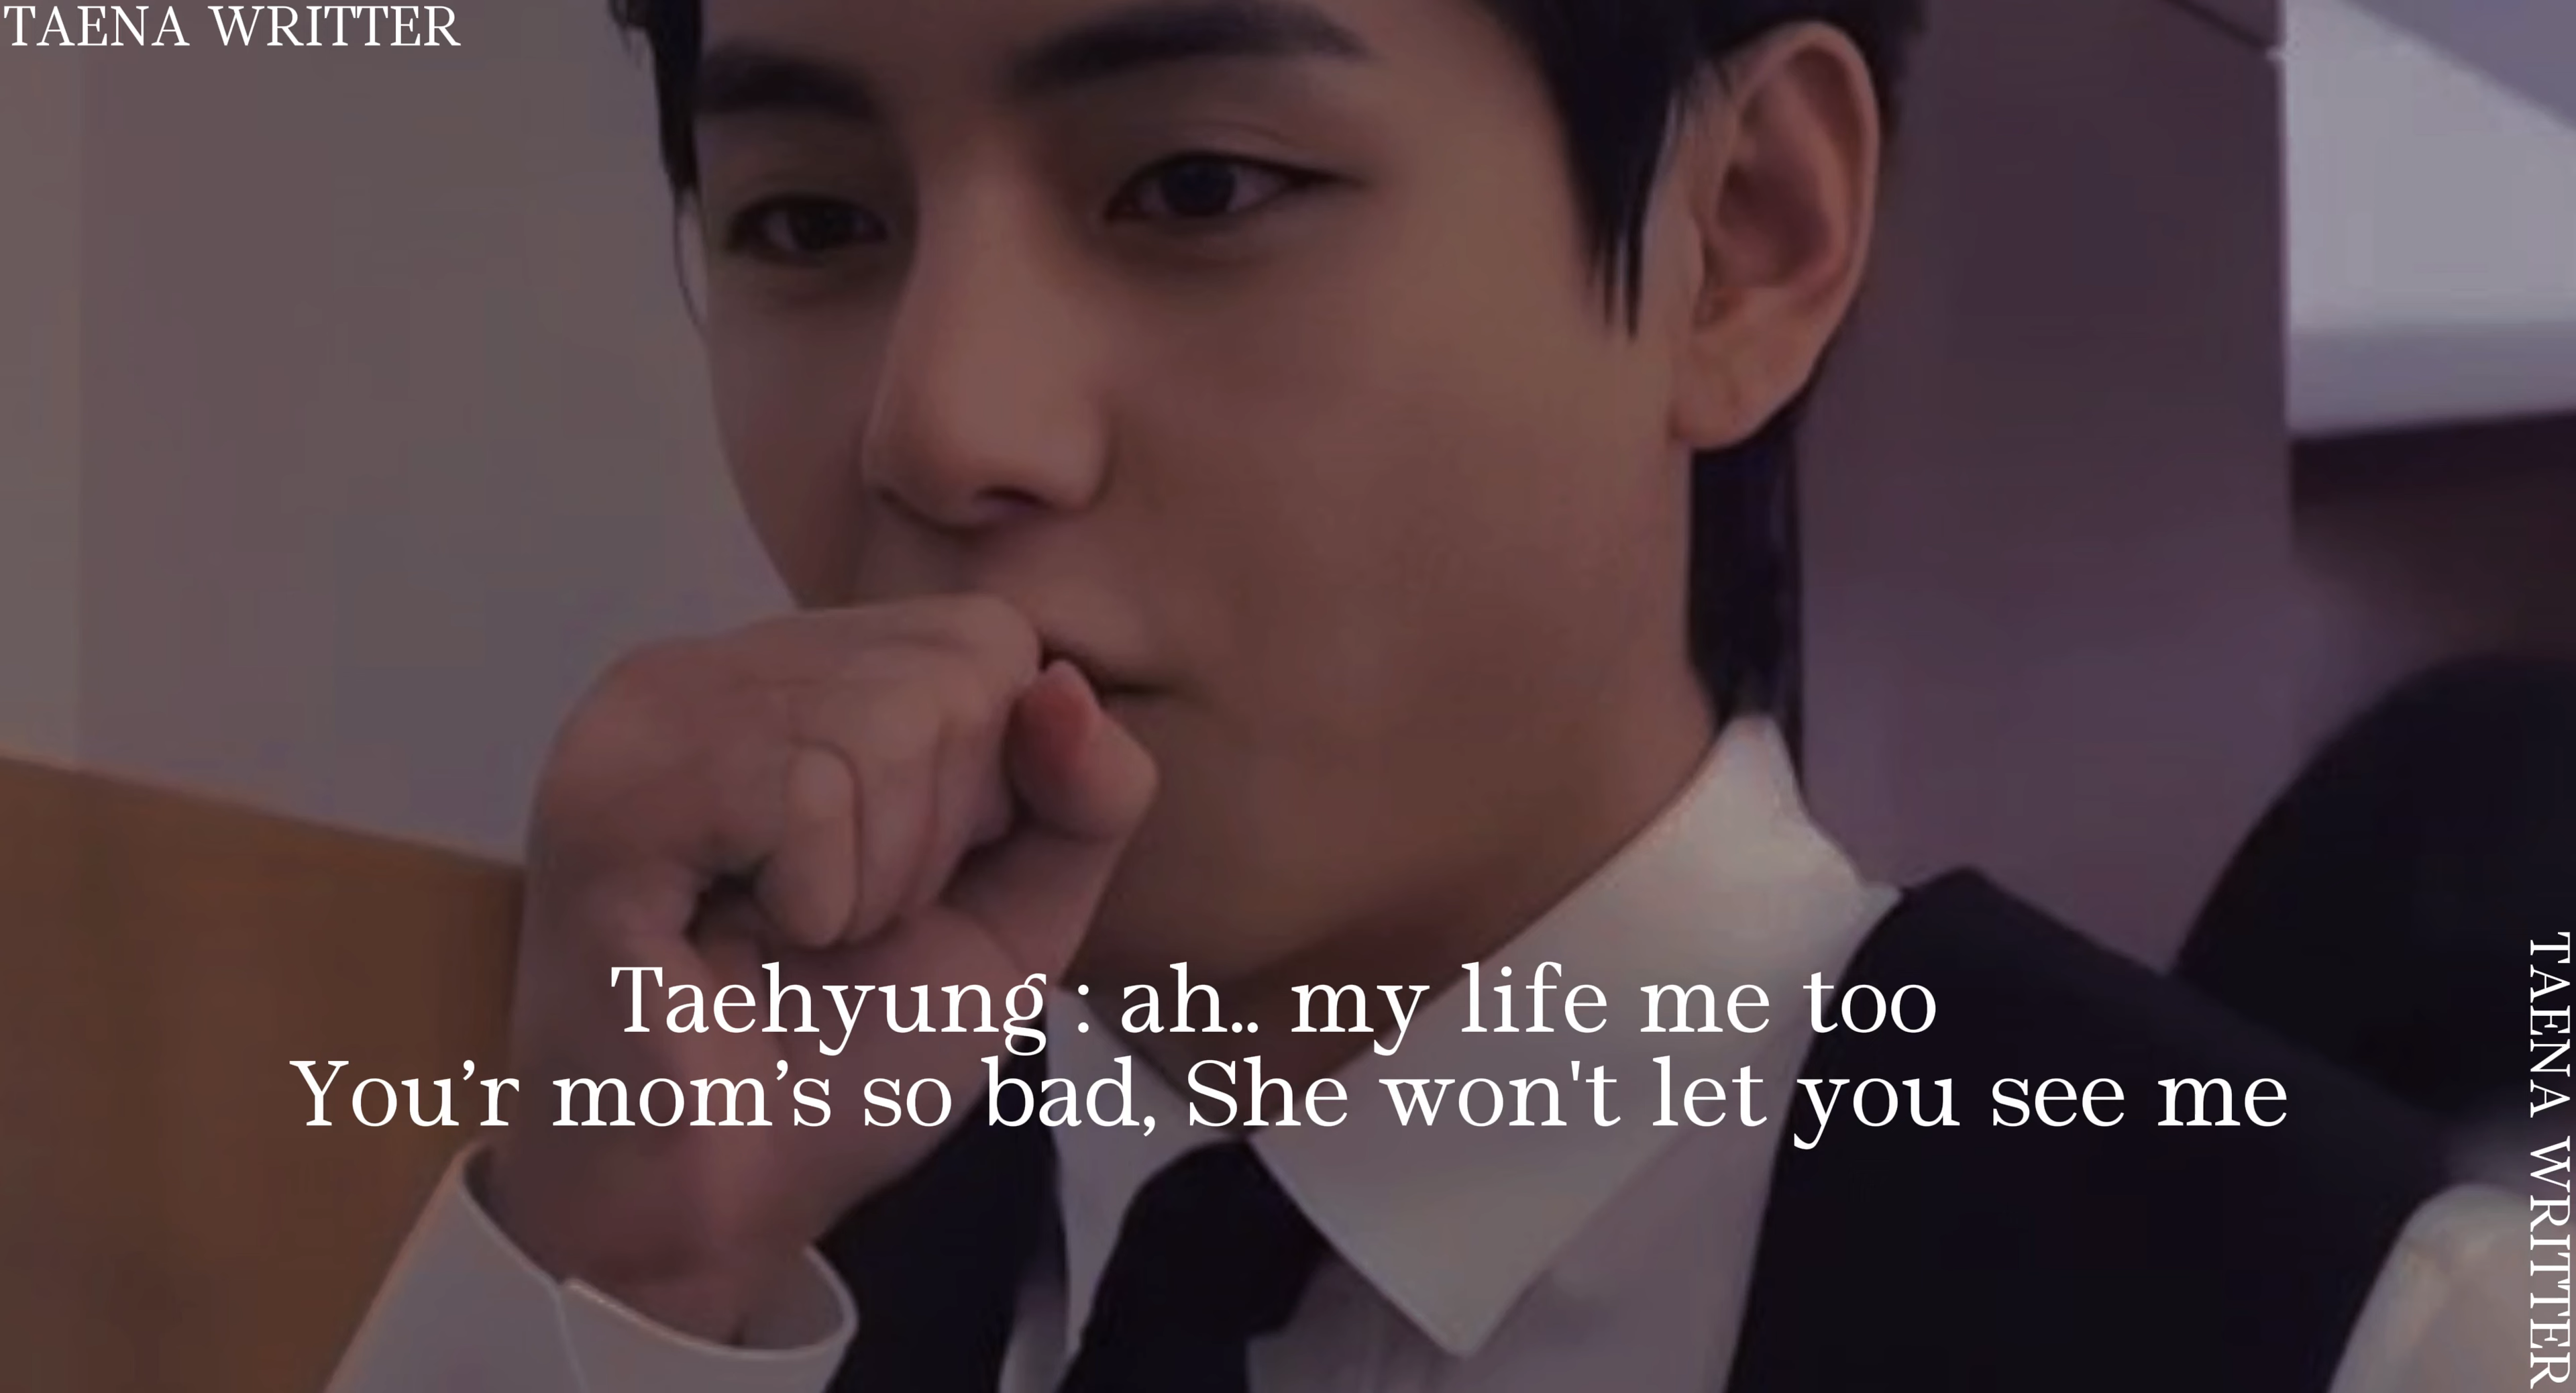 TAENA WRITTER
Taehyung : ah.. my life me too
You’r mom’s so bad, She won't let you see me
TAENA WRITTER